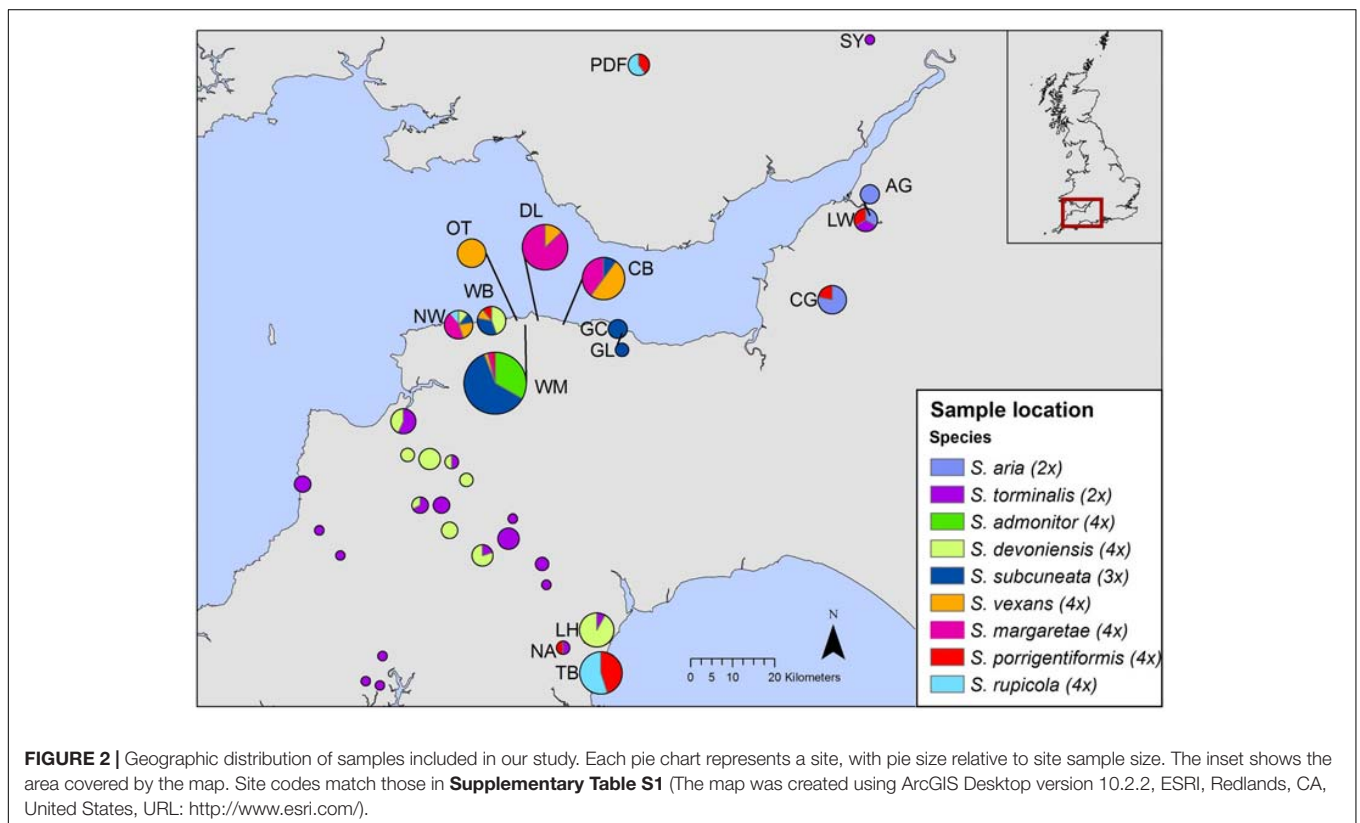 SY
PDF
AG
LW
DL
OT
CB
CG
WB
NW
GC
GL
WM
Sample location
Species
S. aria (2x)
S. torminalis (2x)
S. admonitor (4x)
S. devoniensis (4x)
S. subcuneata (3x)
S. vexans (4x)
S. margaretae (4x)
S. porrigentiformis (4x)
S. rupicola (4x)
N
LH
NA
TB
0 5 10 20 Kilometers
FIGURE 2 | Geographic distribution of samples included in our study. Each pie chart represents a site, with pie size relative to site sample size. The inset shows the
area covered by the map. Site codes match those in Supplementary Table S1 (The map was created using ArcGIS Desktop version 10.2.2, ESRI, Redlands, CA,
United States, URL: http://www.esri.com/).